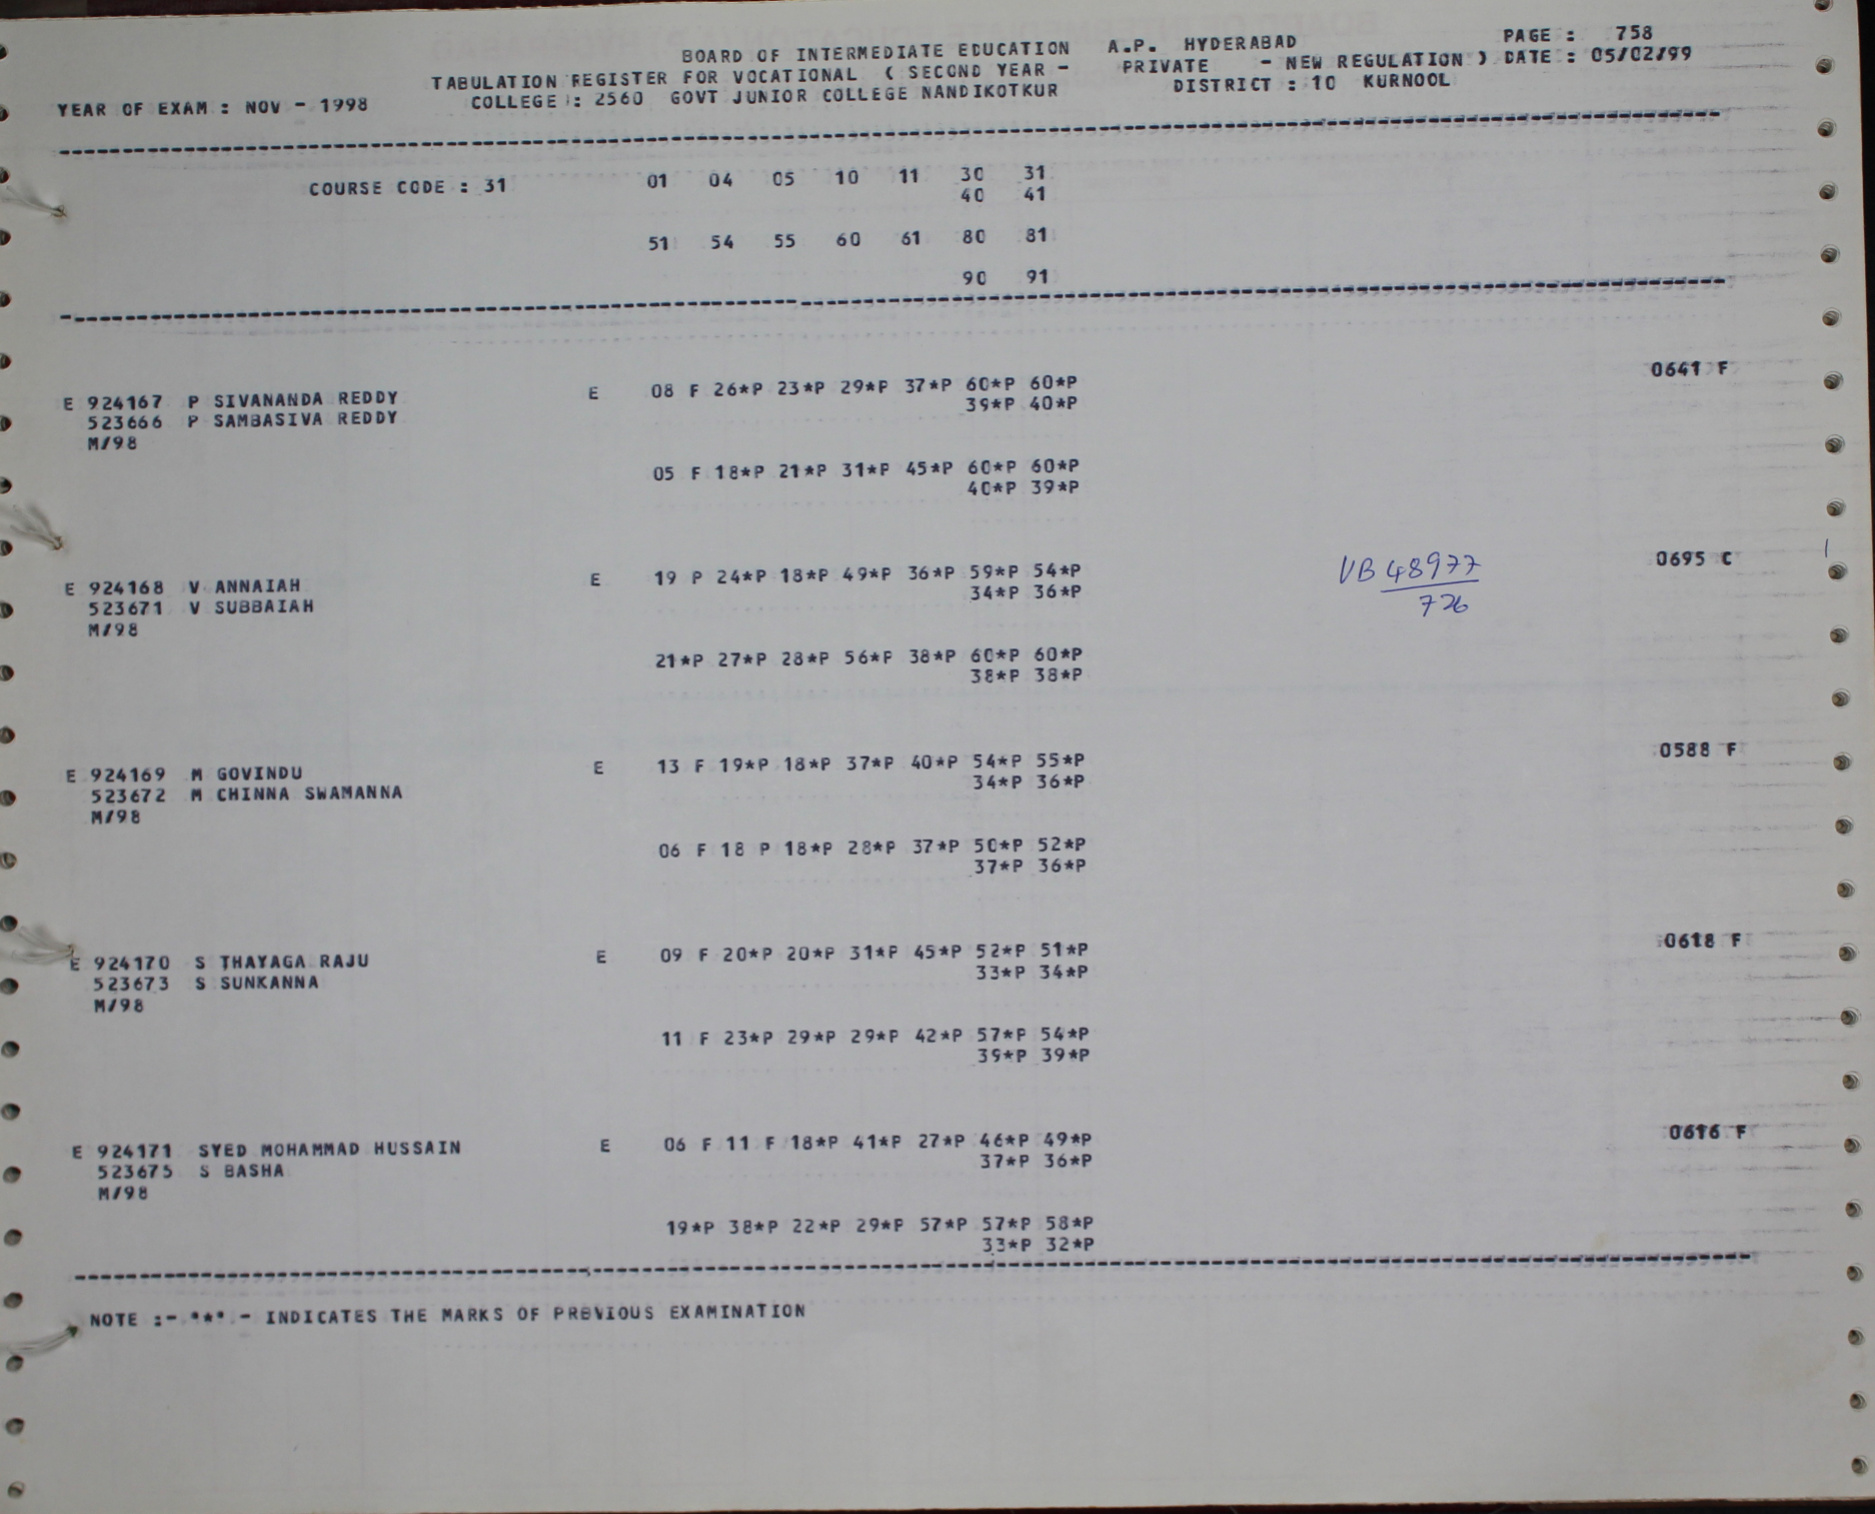 BOARD OF INTERMEDIATE EDUCATION A.P. HYDERABAD PAGE : 758
TABULATION REGISTER FOR VOCATIONAL ( SECOND YEAR - PRIVATE - NEW REGULATION ) DATE : 05/02/99
YEAR OF EXAM : NOV - 1998 COLLEGE : 2560 GOVT JUNIOR COLLEGE NANDIKOTKUR DISTRICT : 10 KURNOOL
COURSE CODE : 31 01 04 05 10 11 30 31
40 41
51 54 55 60 61 80 81
90 91
E 924167 P SIVANANDA REDDY E 08 F 26*P 23*P 29*P 37*P 60*P 60*P 0641 F
523666 P SAMBASIVA REDDY 39*P 40*P
M/98
05 F 18*P 21*P 31*P 45*P 60*P 60*P
40*P 39*P
E 924168 V ANNAIAH E 19 P 24*P 18*P 49*P 36*P 59*P 54*P VB 48977 0695 C
523671 V SUBBAIAH 34*P 36*P 726
M/98
21*P 27*P 28*P 56*P 38*P 60*P 60*P
38*P 38*P
E 924169 M GOVINDU E 13 F 19*P 18*P 37*P 40*P 54*P 55*P 0588 F
523672 M CHINNA SWAMANNA 34*P 36*P
M/98
06 F 18 P 18*P 28*P 37*P 50*P 52*P
37*P 36*P
E 924170 S THAYAGA RAJU E 09 F 20*P 20*P 31*P 45*P 52*P 51*P 0618 F
523673 S SUNKANNA 33*P 34*P
M/98
11 F 23*P 29*P 29*P 42*P 57*P 54*P
39*P 39*P
E 924171 SYED MOHAMMAD HUSSAIN E 06 F 11 F 18*P 41*P 27*P 46*P 49*P 0616 F
523675 S BASHA 37*P 36*P
M/98
19*P 38*P 22*P 29*P 57*P 57*P 58*P
33*P 32*P
NOTE :- "*" - INDICATES THE MARKS OF PREVIOUS EXAMINATION